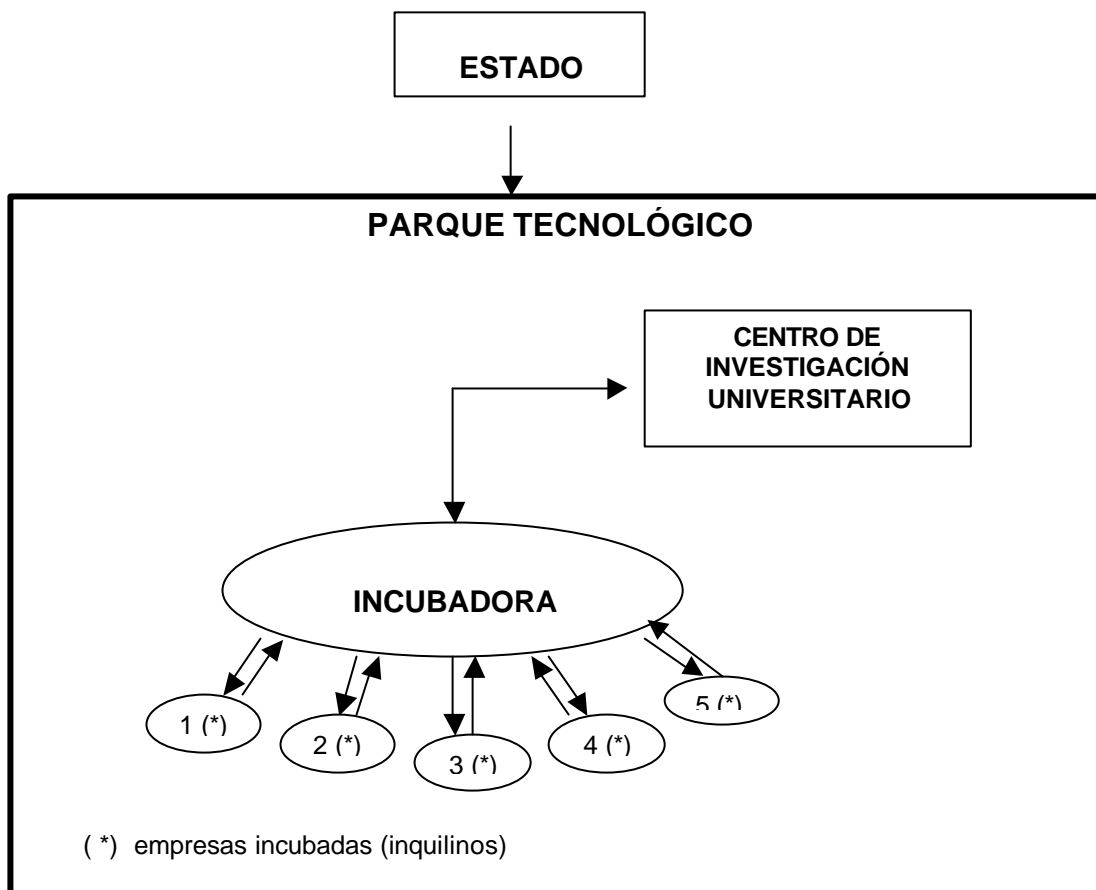 ESTADO
PARQUE TECNOLÓGICO
CENTRO DE
INVESTIGACIÓN
UNIVERSITARIO
INCUBADORA
1 (*)
2 (*)
3 (*)
4 (*)
5 (*)
( *) empresas incubadas (inquilinos)